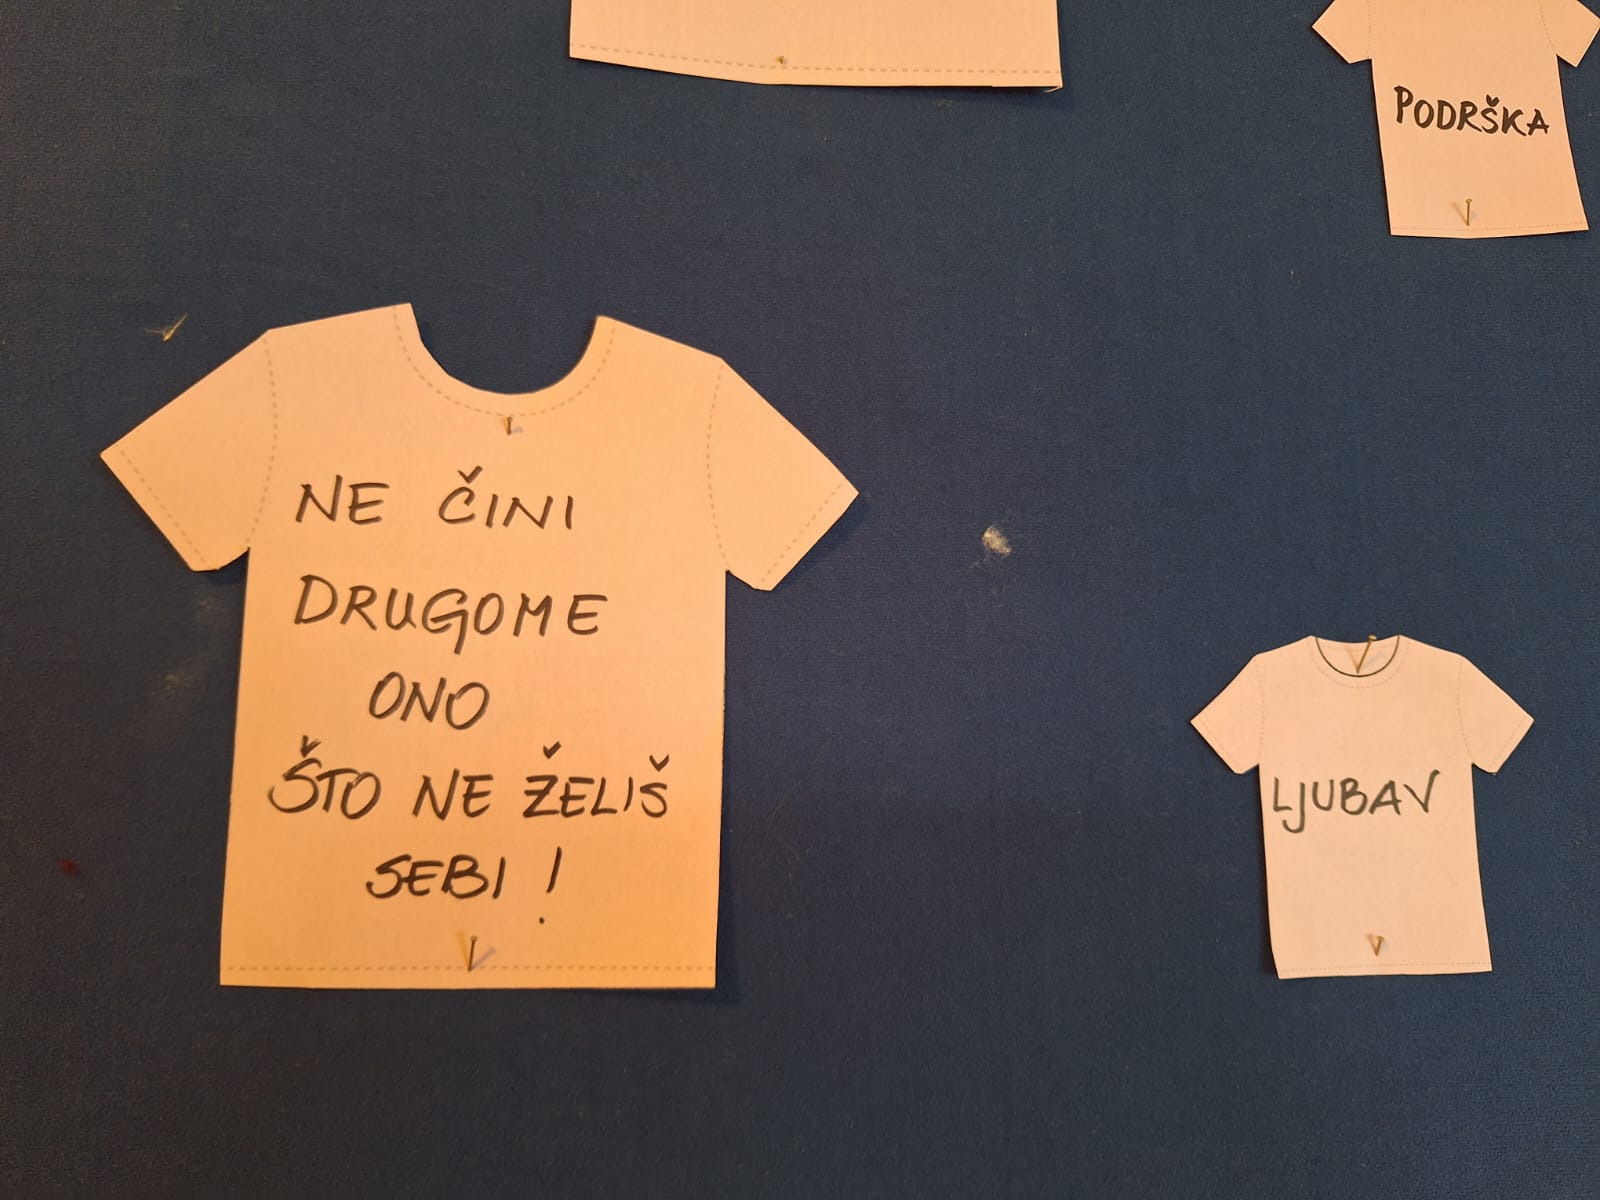 PODRŠKA
NE ČINI
DRUGOME
ONO
ŠTO NE ŽELIŠ
SEBI!
LJUBAV